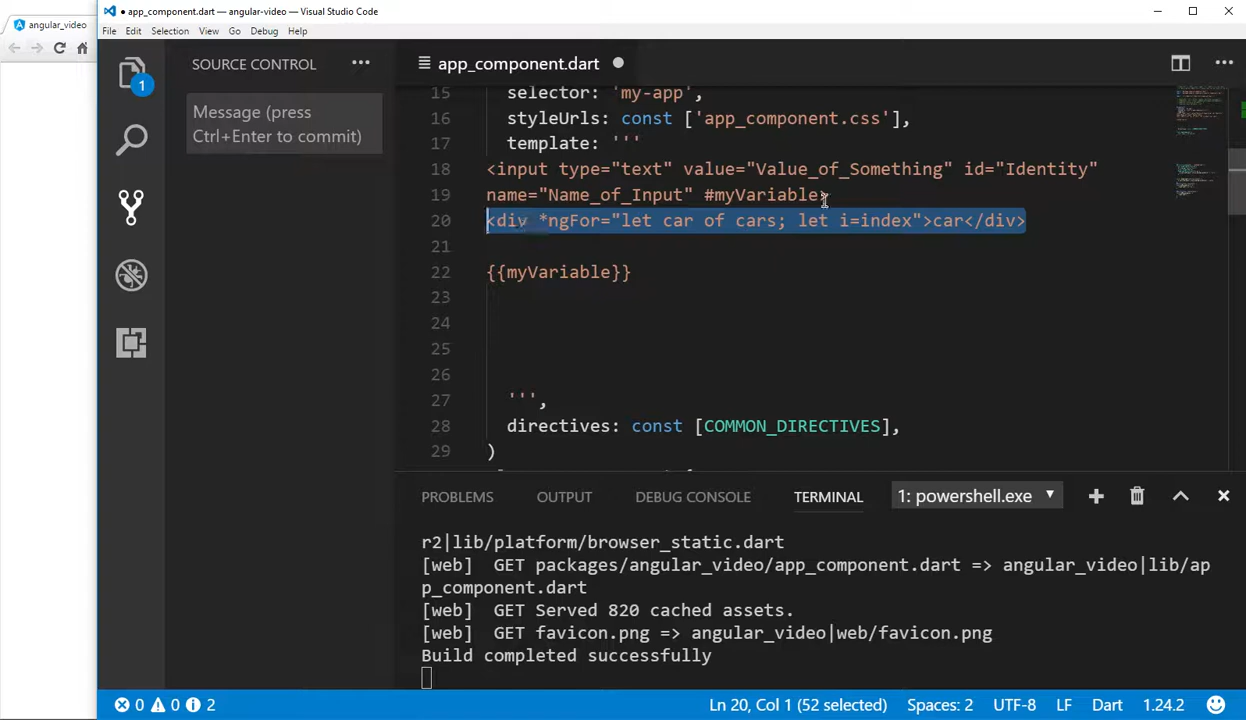 angular_video
● app_component.dart — angular-video — Visual Studio Code
File Edit Selection View Go Debug Help
1
SOURCE CONTROL
Message (press
Ctrl+Enter to commit)
app_component.dart
15 selector: 'my-app',
16 styleUrls: const ['app_component.css'],
17 template: '''
18 <input type="text" value="Value_of_Something" id="Identity"
19 name="Name_of_Input" #myVariable>
20 <div *ngFor="let car of cars; let i=index">car</div>
21
22 {{myVariable}}
23
24
25
26
27 ''',
28 directives: const [COMMON_DIRECTIVES],
29 )
PROBLEMS OUTPUT DEBUG CONSOLE TERMINAL 1: powershell.exe
r2|lib/platform/browser_static.dart
[web] GET packages/angular_video/app_component.dart => angular_video|lib/ap
p_component.dart
[web] GET Served 820 cached assets.
[web] GET favicon.png => angular_video|web/favicon.png
Build completed successfully
0 0 2 Ln 20, Col 1 (52 selected) Spaces: 2 UTF-8 LF Dart 1.24.2